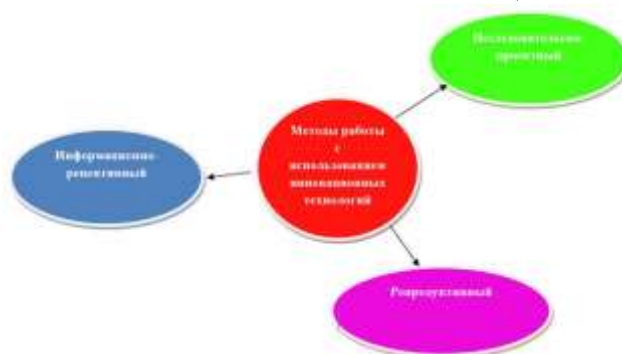 Исследовательско-
проектный
Методы работы
с
использованием
инновационных
технологий
Информационно-
рецептивный
Репродуктивный